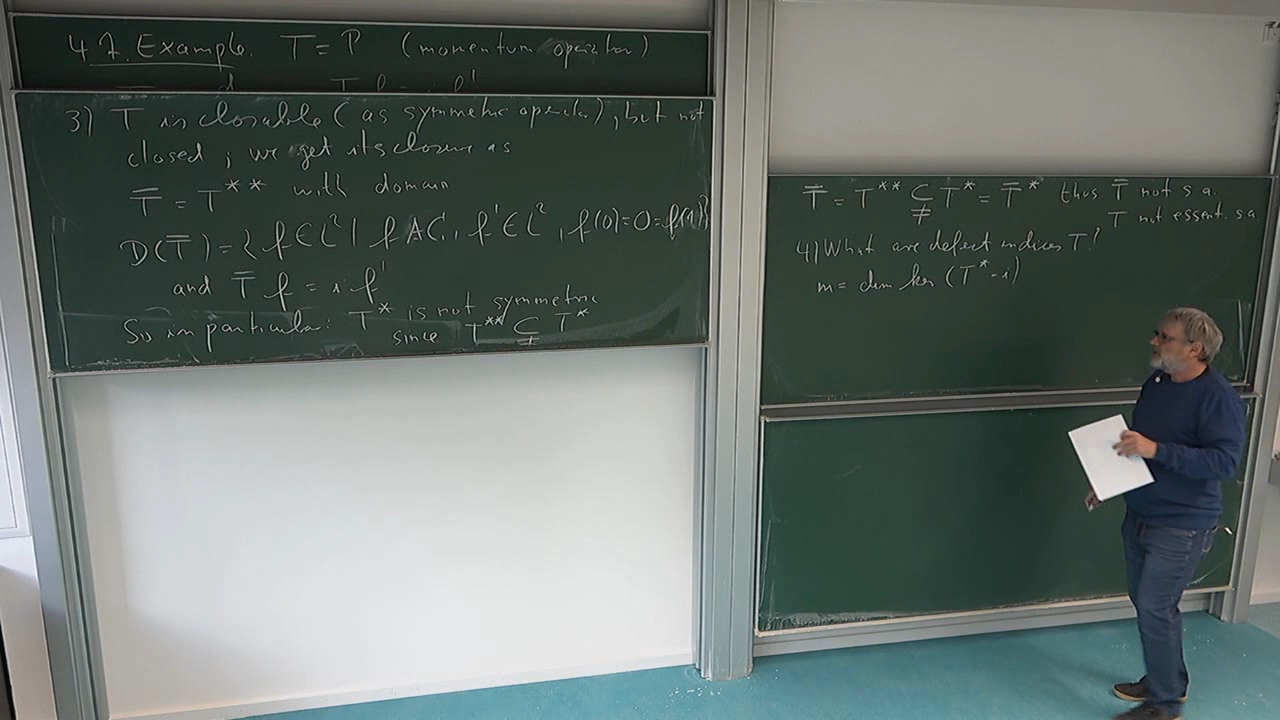 4.7. Example. T = P (momentum operator)
3) T is closable (as symmetric operator), but not
closed; we get its closure as
T̄ = T** with domain
D(T̄) = { f ∈ L² | f AC, f' ∈ L², f(0) = 0 = f(1)}
and T̄ f = i f'
So in particular: T* is not symmetric
since T** ⊊ T*
T̄ = T** ⊊ T* = T̄* thus T̄ not s.a.
T not essent. s.a.
4) What are defect indices T?
m = dim ker (T* - i)